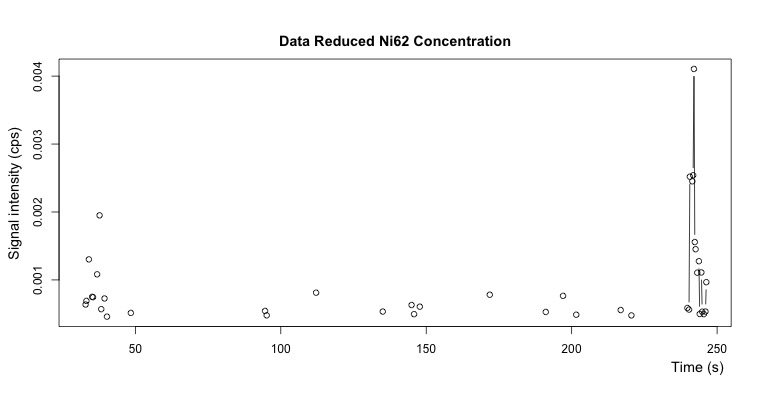 Data Reduced Ni62 Concentration
Signal intensity (cps)
0.004
0.003
0.002
0.001
50 100 150 200 250
Time (s)